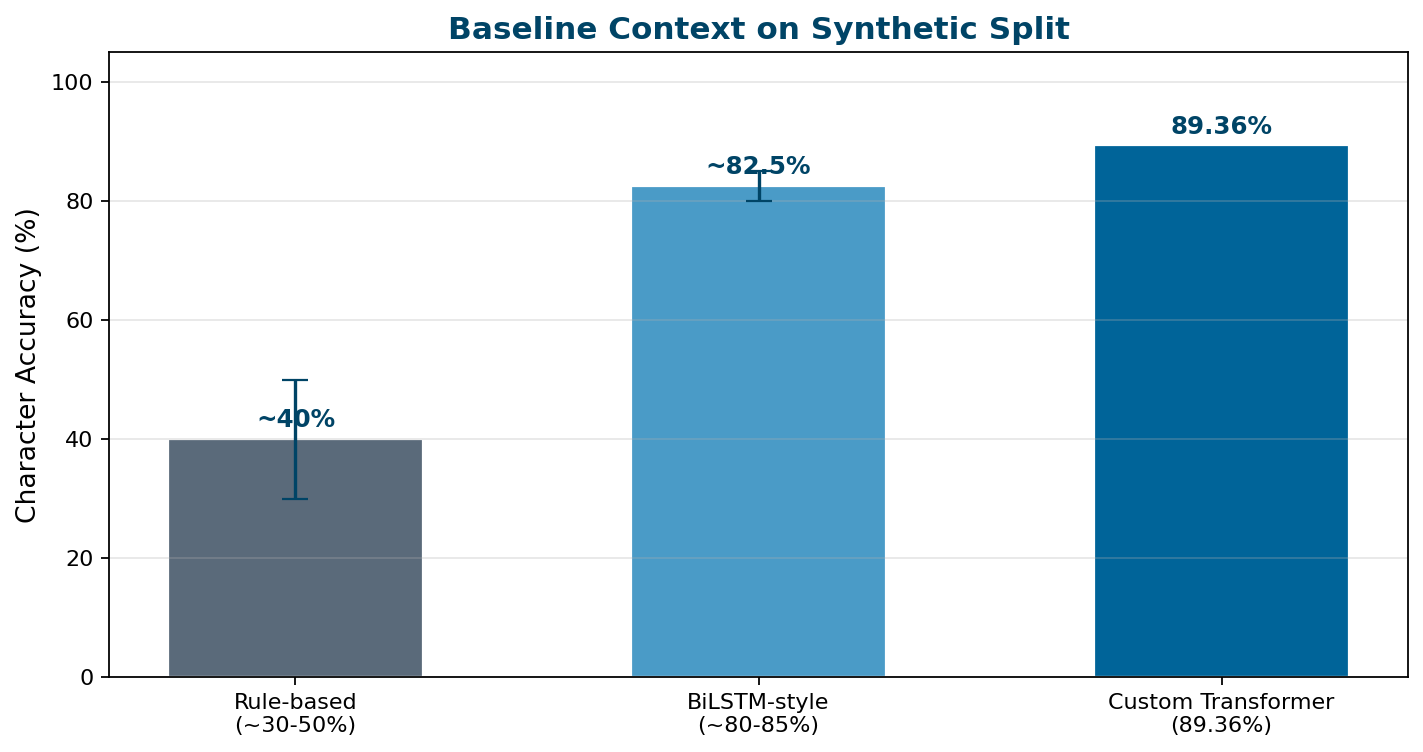 Baseline Context on Synthetic Split
Character Accuracy (%)
100
80
60
40
20
0
~40%
~82.5%
89.36%
Rule-based
(~30-50%)
BiLSTM-style
(~80-85%)
Custom Transformer
(89.36%)